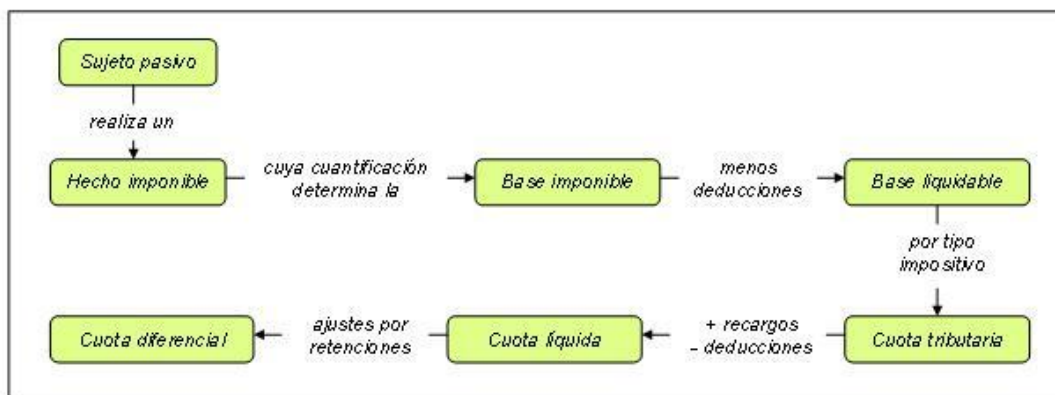 Sujeto pasivo
realiza un
Hecho imponible
cuya cuantificación
determina la
Base imponible
menos
deducciones
Base liquidable
por tipo
impositivo
Cuota tributaria
+ recargos
– deducciones
Cuota líquida
ajustes por
retenciones
Cuota diferencial